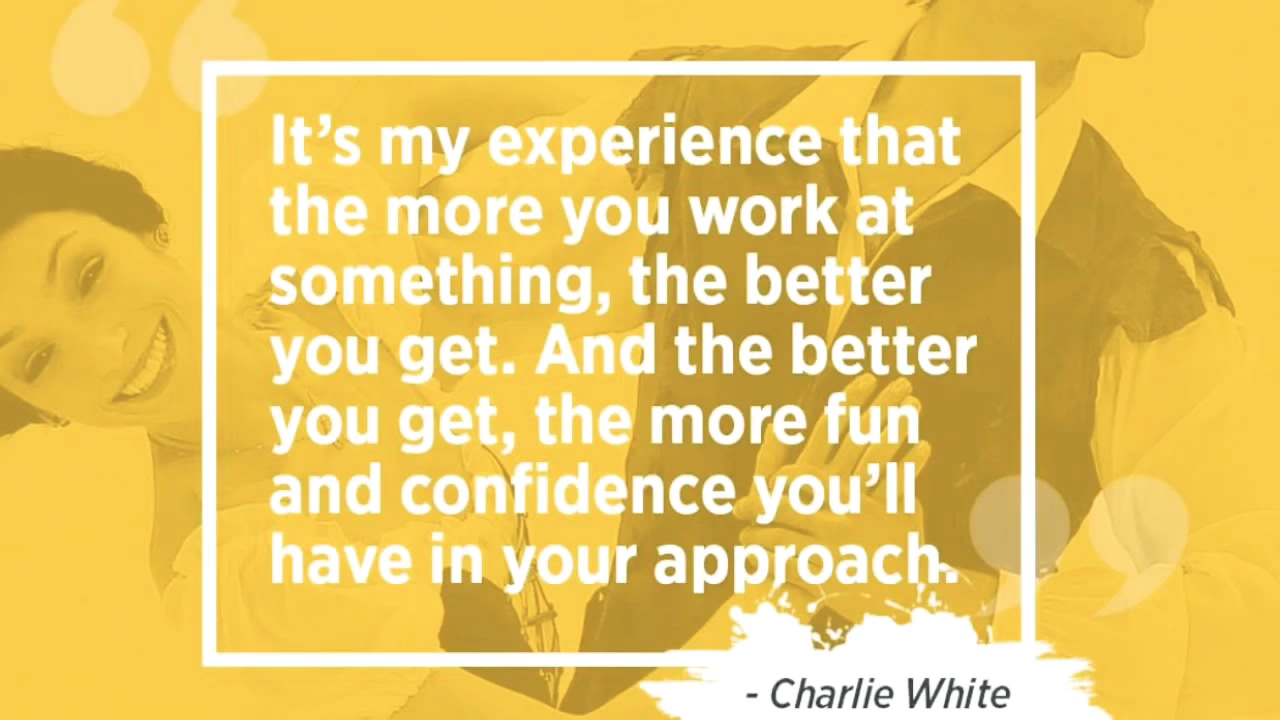 It’s my experience that
the more you work at
something, the better
you get. And the better
you get, the more fun
and confidence you’ll
have in your approach.
- Charlie White